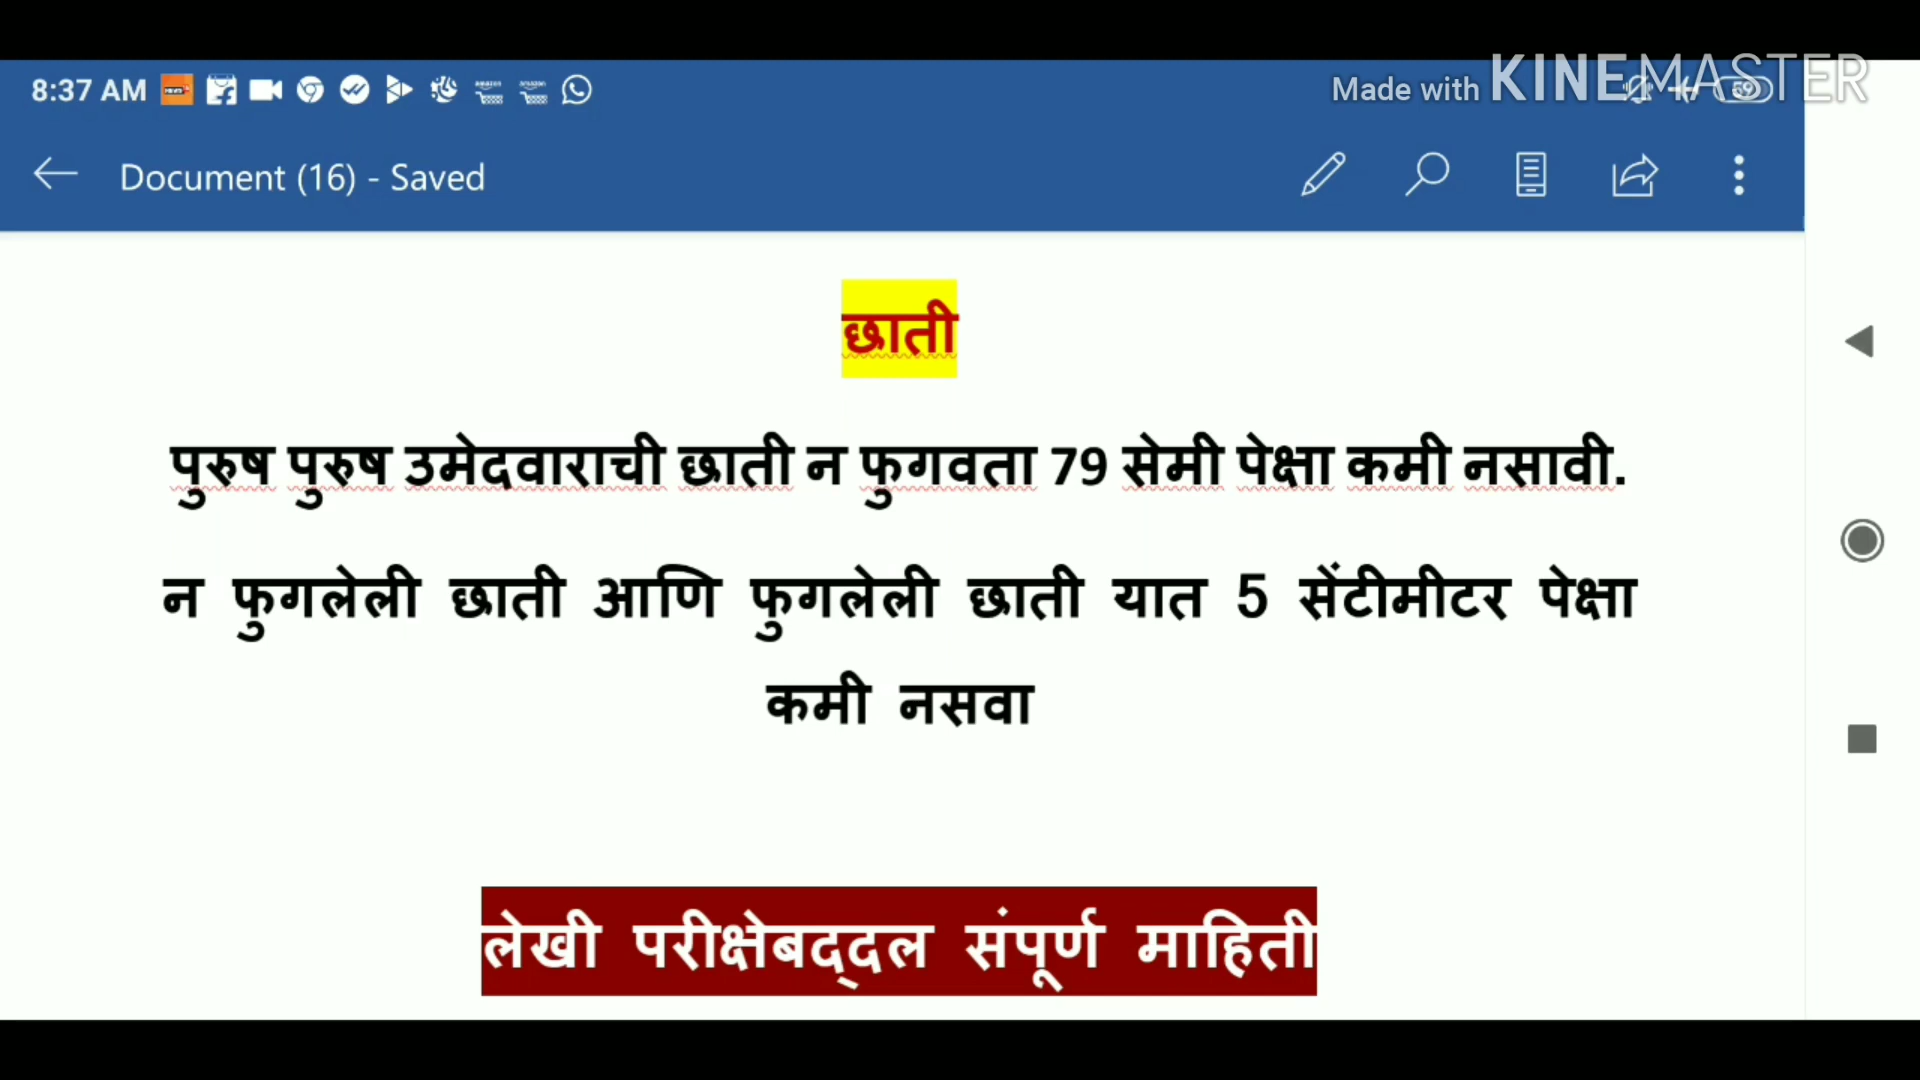 8:37 AM
Made with KINEMASTER
59
Document (16) - Saved
छाती
पुरुष पुरुष उमेदवाराची छाती न फुगवता 79 सेमी पेक्षा कमी नसावी.
न फुगलेली छाती आणि फुगलेली छाती यात 5 सेंटीमीटर पेक्षा
कमी नसवा
लेखी परीक्षेबद्दल संपूर्ण माहिती